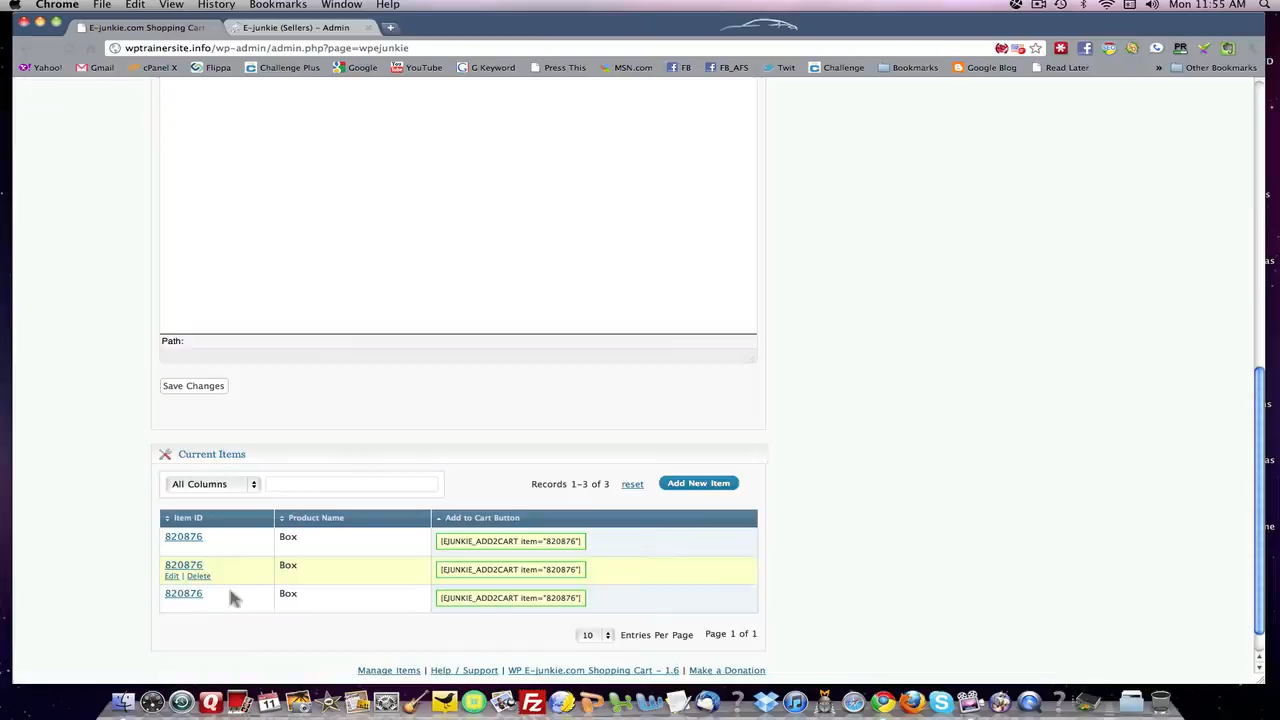 Chrome File Edit View History Bookmarks Window Help Mon 11:55 AM
E-junkie.com Shopping Cart E-junkie (Sellers) - Admin
wptrainersite.info/wp-admin/admin.php?page=wpejunkie
Yahoo! Gmail cPanel X Flippa Challenge Plus Google YouTube G Keyword Press This MSN.com FB FB_AFS Twit Challenge Bookmarks Google Blog Read Later » Other Bookmarks
Path:
Save Changes
Current Items
All Columns Records 1-3 of 3 reset Add New Item
Item ID Product Name Add to Cart Button
820876 Box [EJUNKIE_ADD2CART item="820876"]
820876 Box [EJUNKIE_ADD2CART item="820876"]
Edit | Delete
820876 Box [EJUNKIE_ADD2CART item="820876"]
10 Entries Per Page Page 1 of 1
Manage Items | Help / Support | WP E-junkie.com Shopping Cart - 1.6 | Make a Donation